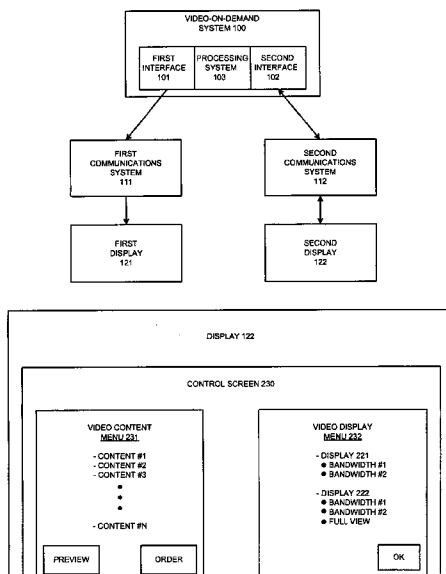 VIDEO-ON-DEMAND
SYSTEM 100
FIRST
INTERFACE
101
PROCESSING
SYSTEM
103
SECOND
INTERFACE
102
FIRST
COMMUNICATIONS
SYSTEM
111
SECOND
COMMUNICATIONS
SYSTEM
112
FIRST
DISPLAY
121
SECOND
DISPLAY
122
DISPLAY 122
CONTROL SCREEN 230
VIDEO CONTENT
MENU 231
- CONTENT #1
- CONTENT #2
- CONTENT #3
•
•
•
- CONTENT #N
PREVIEW
ORDER
VIDEO DISPLAY
MENU 232
- DISPLAY 221
• BANDWIDTH #1
• BANDWIDTH #2
- DISPLAY 222
• BANDWIDTH #1
• BANDWIDTH #2
• FULL VIEW
OK